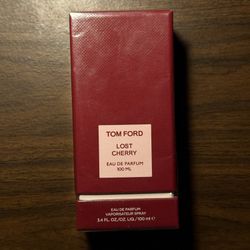 TOM FORD
LOST
CHERRY
EAU DE PARFUM
100 ML
EAU DE PARFUM
VAPORISATEUR SPRAY
3.4 FL.OZ./OZ. LIQ./100 ml ℮